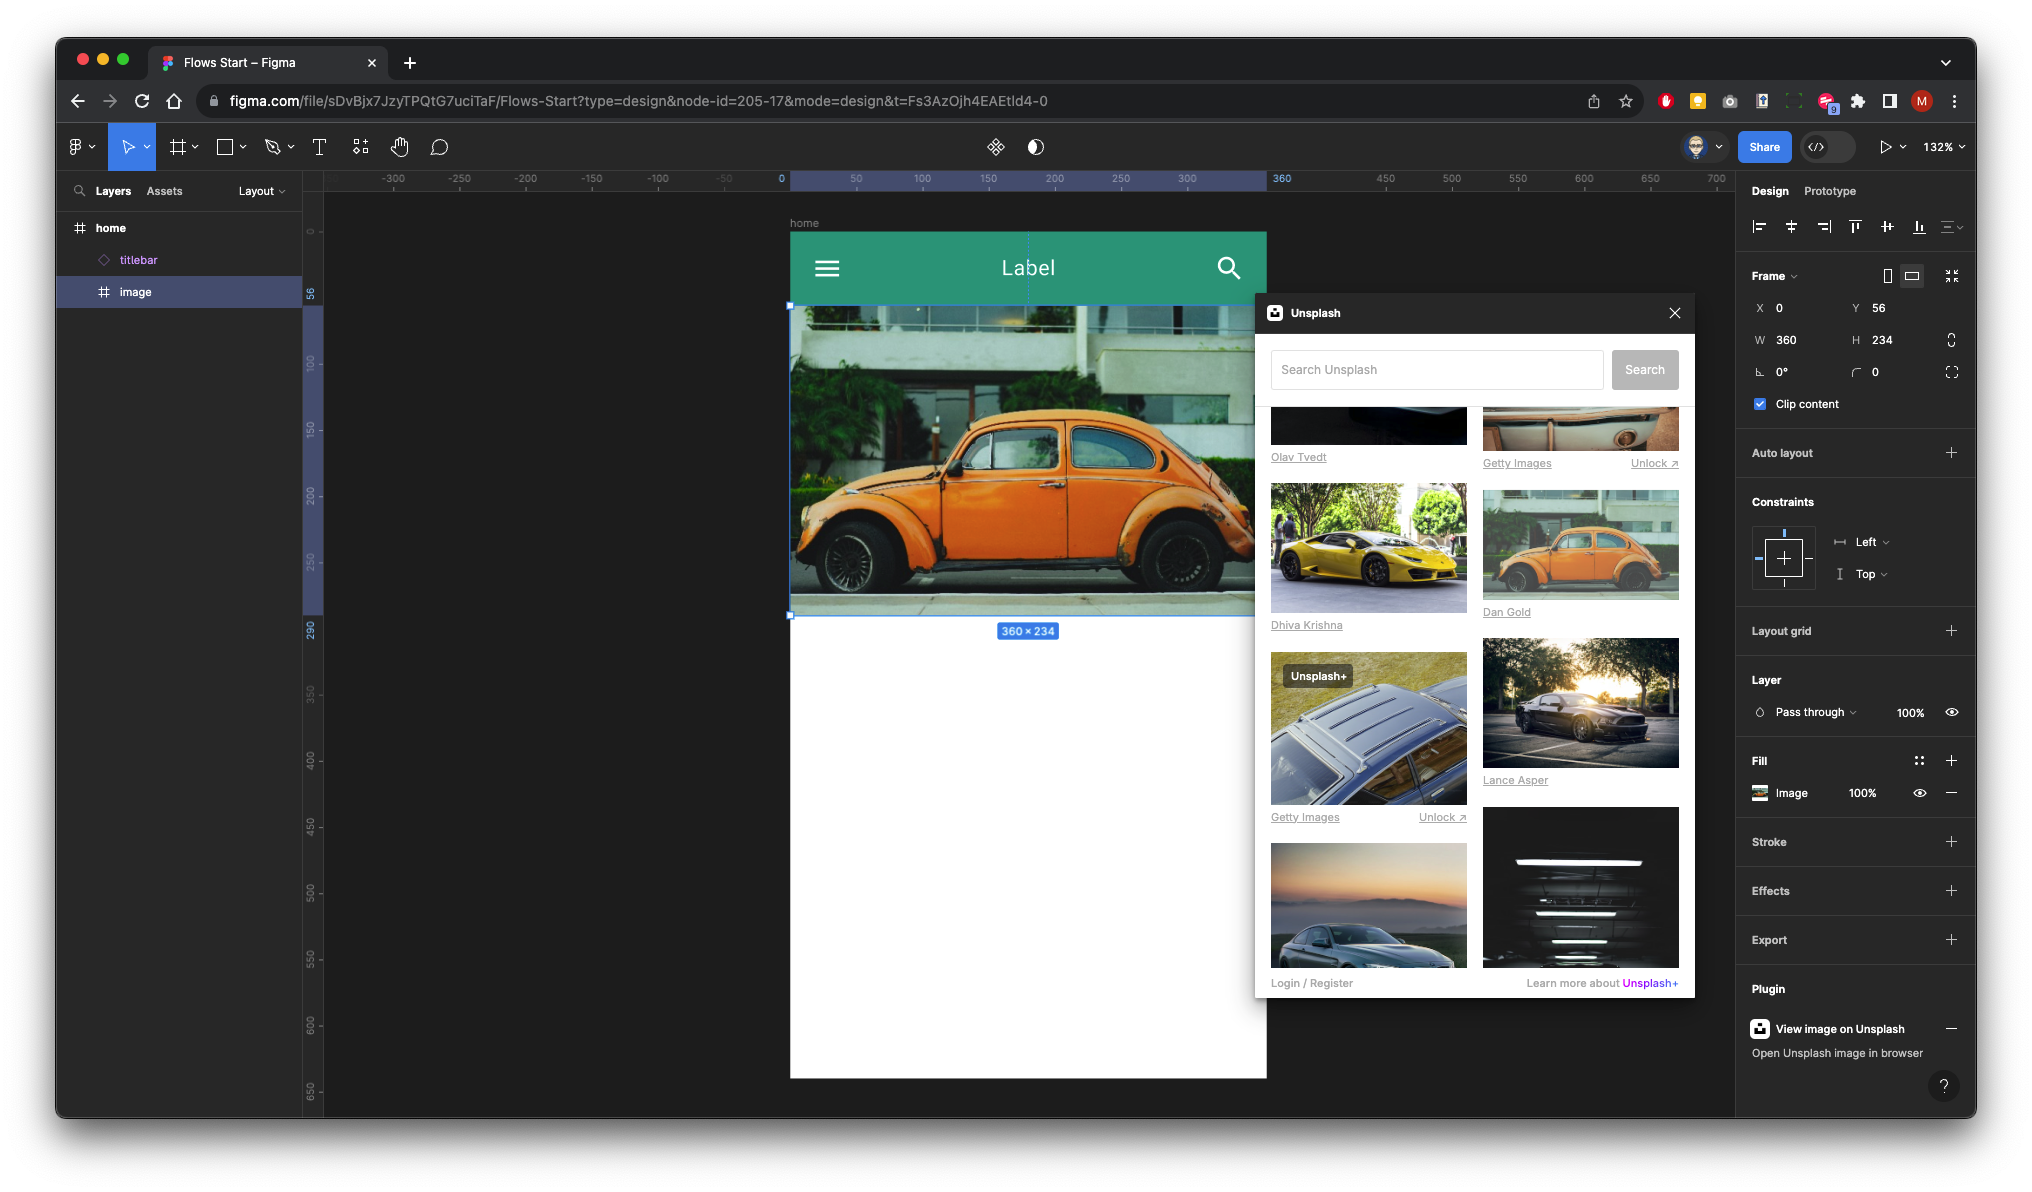 Flows Start – Figma
figma.com/file/sDvBjx7JzyTPQtG7uciTaF/Flows-Start?type=design&node-id=205-17&mode=design&t=Fs3AzOjh4EAEtId4-0
9
M
Share
132%
Layers
Assets
Layout
-300
-250
-200
-150
-100
-50
0
50
100
150
200
250
300
360
450
500
550
600
650
700
Design
Prototype
home
titlebar
image
0
56
100
150
200
250
290
350
400
450
500
550
600
650
home
Label
360 × 234
Unsplash
Search Unsplash
Search
Olav Tvedt
Getty Images
Unlock ↗
Dhiva Krishna
Dan Gold
Unsplash+
Getty Images
Unlock ↗
Lance Asper
Login / Register
Learn more about Unsplash+
Frame
X 0
Y 56
W 360
H 234
0°
0
Clip content
Auto layout
Constraints
Left
Top
Layout grid
Layer
Pass through
100%
Fill
Image
100%
Stroke
Effects
Export
Plugin
View image on Unsplash
Open Unsplash image in browser
?